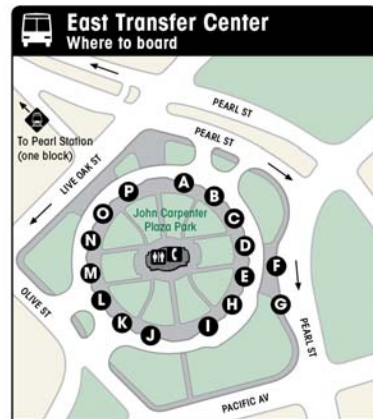 East Transfer Center
Where to board
PEARL ST
To Pearl Station
(one block)
PEARL ST
LIVE OAK ST
P
A
B
O
C
John Carpenter
Plaza Park
N
D
M
E
F
L
H
G
K
J
I
OLIVE ST
PEARL ST
PACIFIC AV